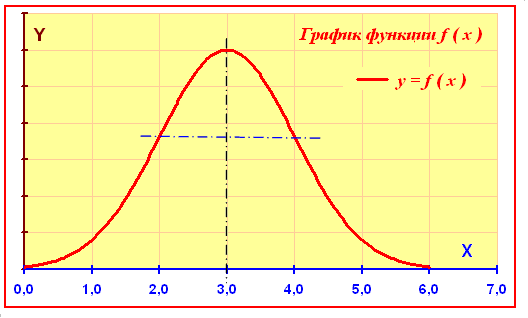 Y
График функции f ( x )
y = f ( x )
X
0,0 1,0 2,0 3,0 4,0 5,0 6,0 7,0